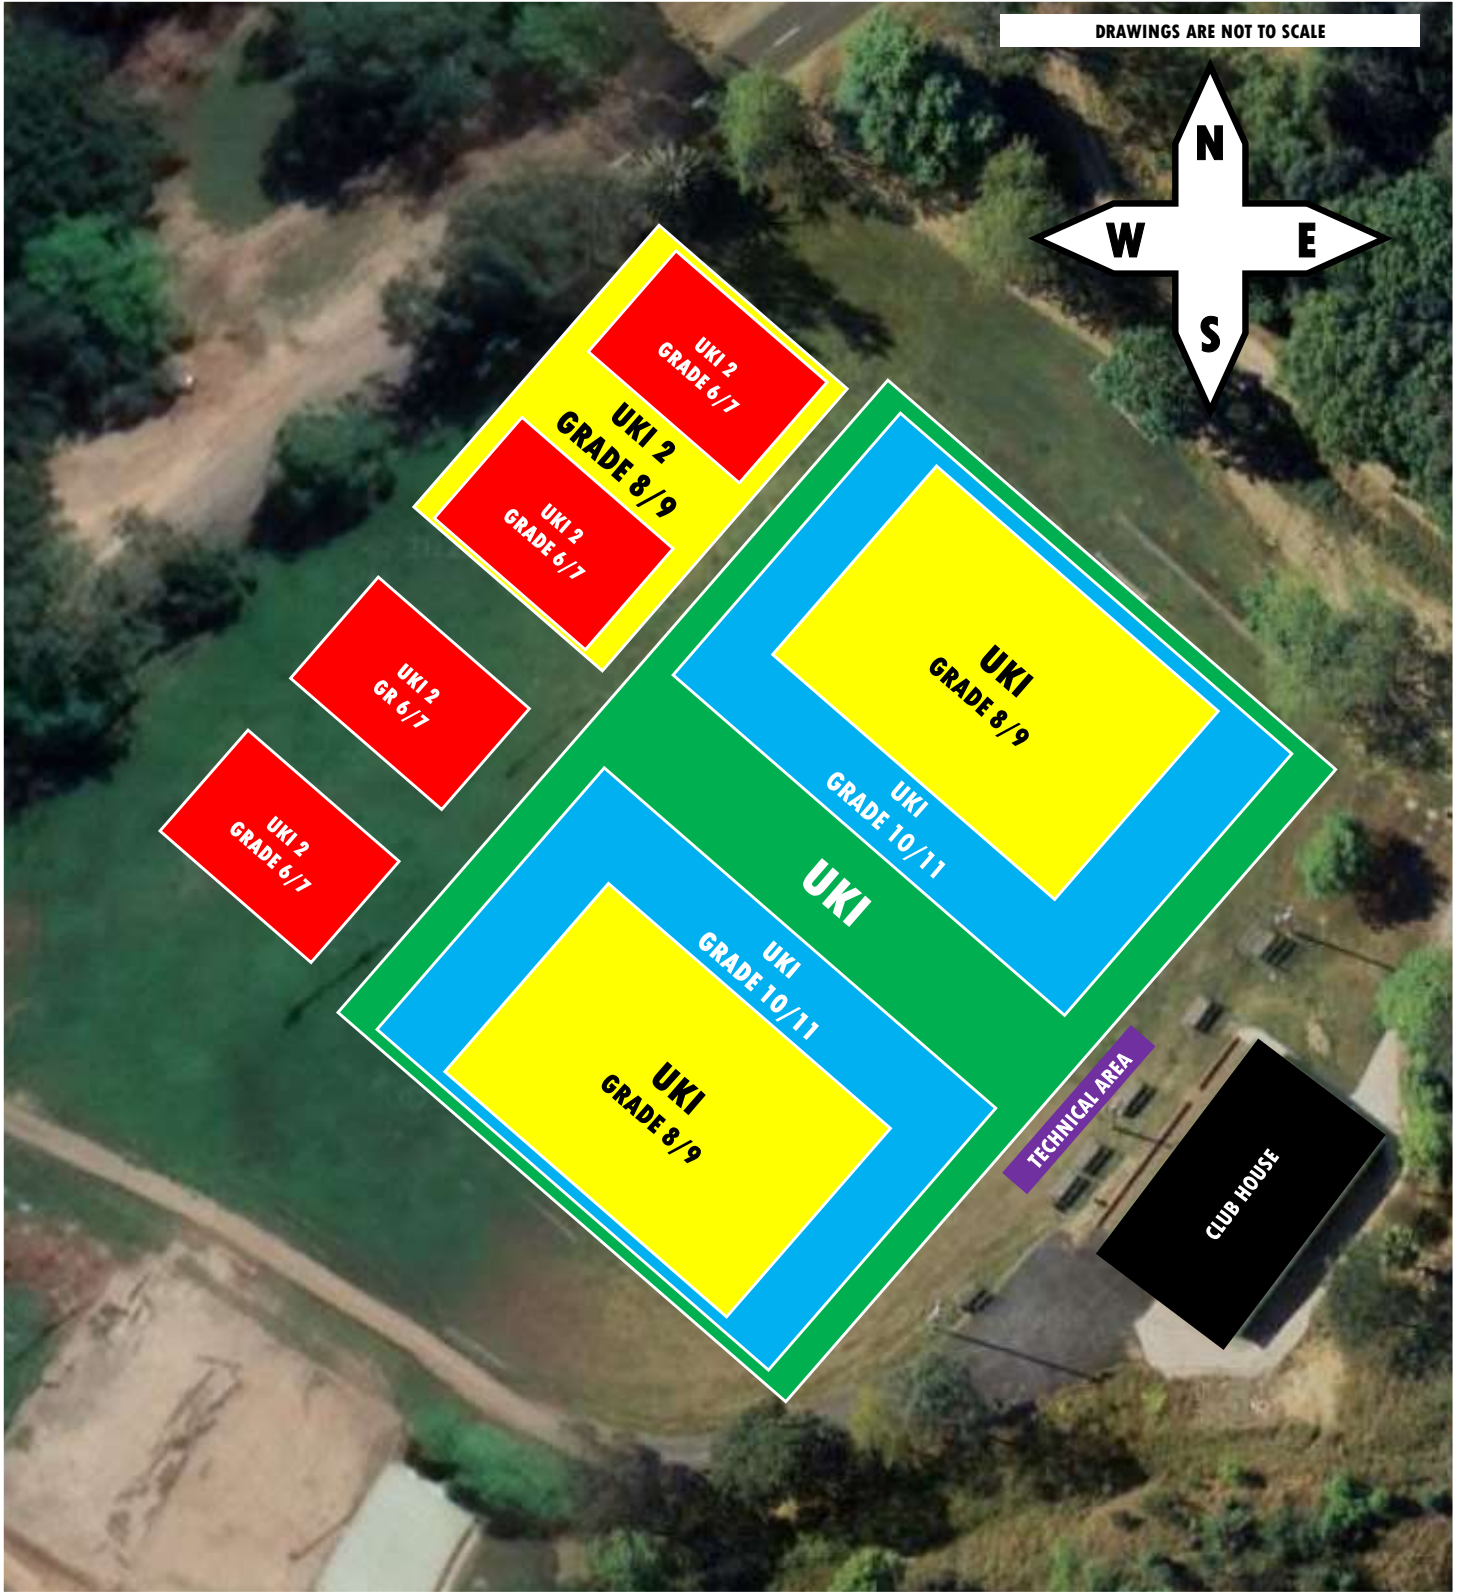 DRAWINGS ARE NOT TO SCALE
N
W
E
S
UKI 2
GRADE 6/7
UKI 2
GRADE 8/9
UKI 2
GRADE 6/7
UKI 2
GR 6/7
UKI 2
GRADE 6/7
UKI
GRADE 8/9
UKI
GRADE 10/11
UKI
UKI
GRADE 10/11
UKI
GRADE 8/9
TECHNICAL AREA
CLUB HOUSE